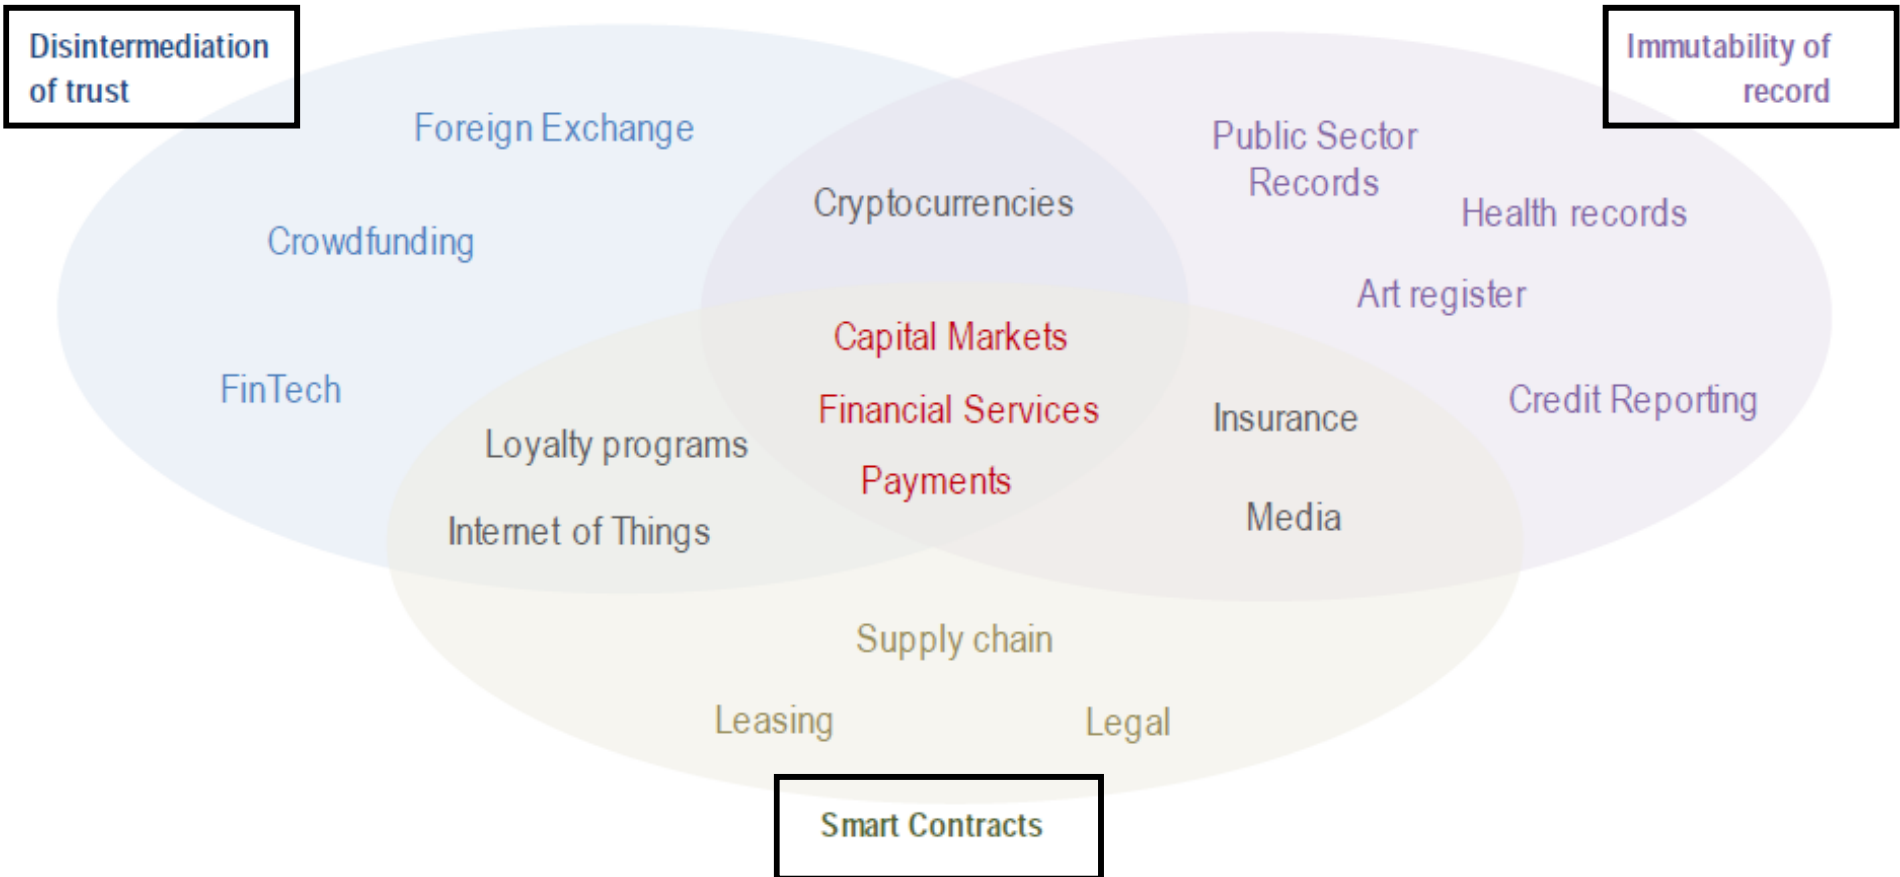 Disintermediation
of trust
Immutability of
record
Foreign Exchange
Public Sector
Records
Cryptocurrencies
Health records
Crowdfunding
Art register
Capital Markets
FinTech
Financial Services
Insurance
Credit Reporting
Loyalty programs
Payments
Internet of Things
Media
Supply chain
Leasing
Legal
Smart Contracts